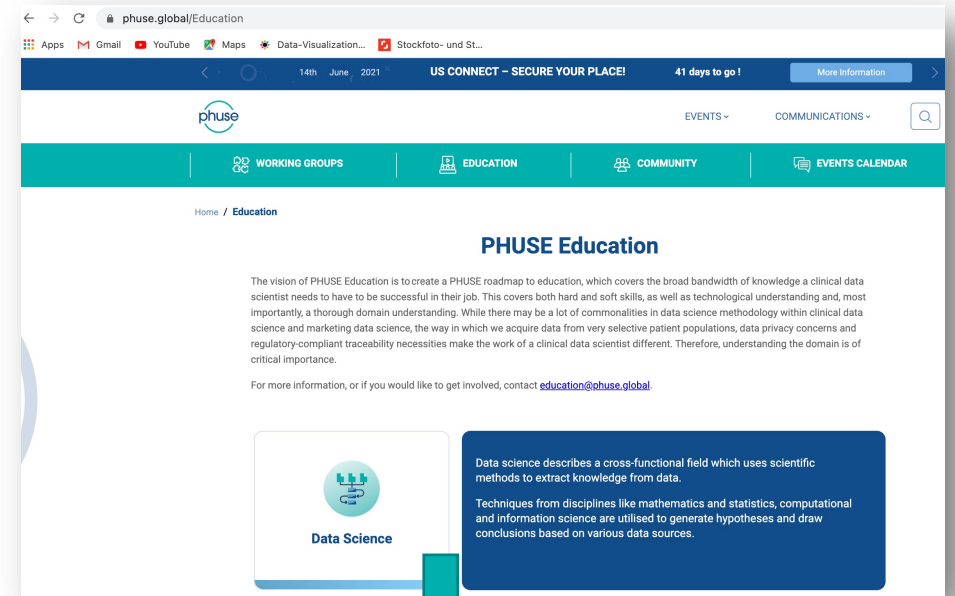 phuse.global/Education
Apps Gmail YouTube Maps Data-Visualization... Stockfoto- und St...
14th June 2021 US CONNECT – SECURE YOUR PLACE! 41 days to go ! More Information
phuse EVENTS COMMUNICATIONS
WORKING GROUPS EDUCATION COMMUNITY EVENTS CALENDAR
Home / Education
PHUSE Education
The vision of PHUSE Education is to create a PHUSE roadmap to education, which covers the broad bandwidth of knowledge a clinical data
scientist needs to have to be successful in their job. This covers both hard and soft skills, as well as technological understanding and, most
importantly, a thorough domain understanding. While there may be a lot of commonalities in data science methodology within clinical data
science and marketing data science, the way in which we acquire data from very selective patient populations, data privacy concerns and
regulatory-compliant traceability necessities make the work of a clinical data scientist different. Therefore, understanding the domain is of
critical importance.
For more information, or if you would like to get involved, contact education@phuse.global.
Data Science
Data science describes a cross-functional field which uses scientific
methods to extract knowledge from data.
Techniques from disciplines like mathematics and statistics, computational
and information science are utilised to generate hypotheses and draw
conclusions based on various data sources.